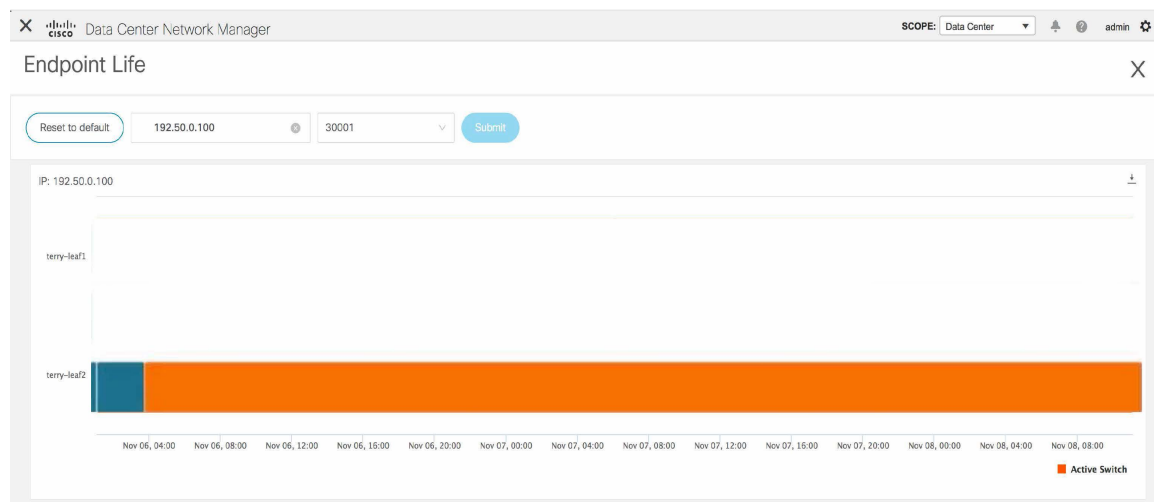 X cisco Data Center Network Manager SCOPE: Data Center admin
Endpoint Life X
Reset to default 192.50.0.100 30001 Submit
IP: 192.50.0.100
terry-leaf1
terry-leaf2
Nov 06, 04:00 Nov 06, 08:00 Nov 06, 12:00 Nov 06, 16:00 Nov 06, 20:00 Nov 07, 00:00 Nov 07, 04:00 Nov 07, 08:00 Nov 07, 12:00 Nov 07, 16:00 Nov 07, 20:00 Nov 08, 00:00 Nov 08, 04:00 Nov 08, 08:00
Active Switch